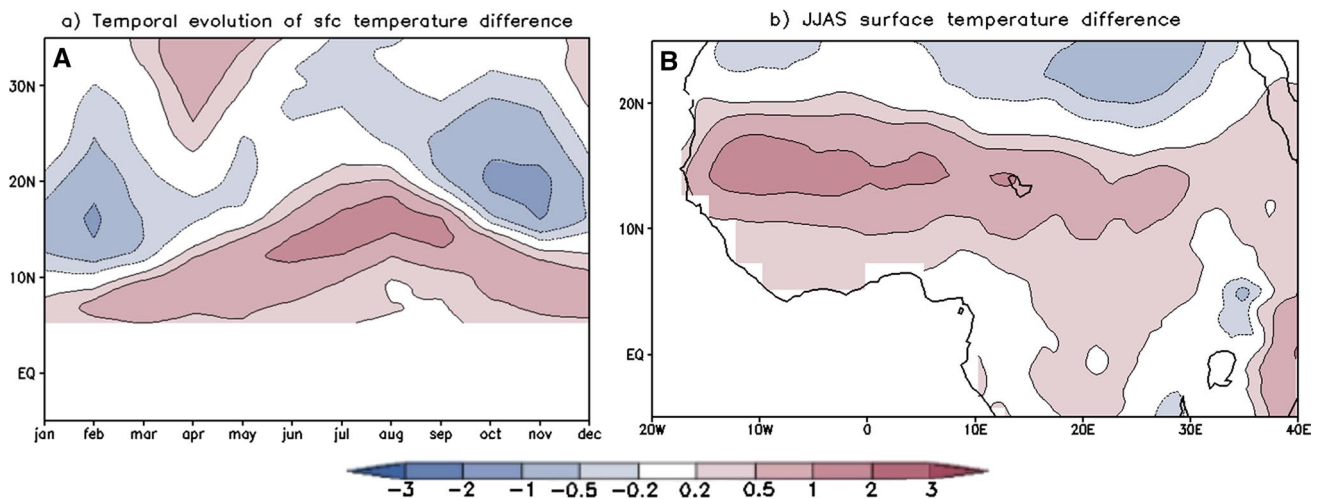 a) Temporal evolution of sfc temperature difference
A
30N
20N
10N
EQ
jan feb mar apr may jun jul aug sep oct nov dec
b) JJAS surface temperature difference
B
20N
10N
EQ
20W 10W 0 10E 20E 30E 40E
-3 -2 -1 -0.5 -0.2 0.2 0.5 1 2 3